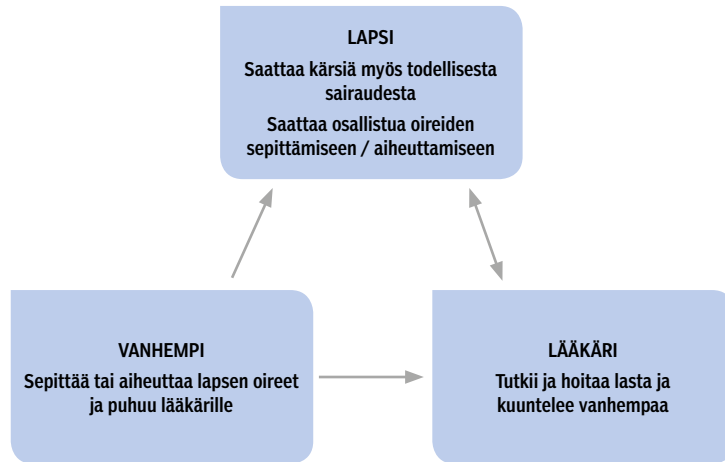 LAPSI
Saattaa kärsiä myös todellisesta
sairaudesta
Saattaa osallistua oireiden
sepittämiseen / aiheuttamiseen
VANHEMPI
Sepittää tai aiheuttaa lapsen oireet
ja puhuu lääkärille
LÄÄKÄRI
Tutkii ja hoitaa lasta ja
kuuntelee vanhempaa